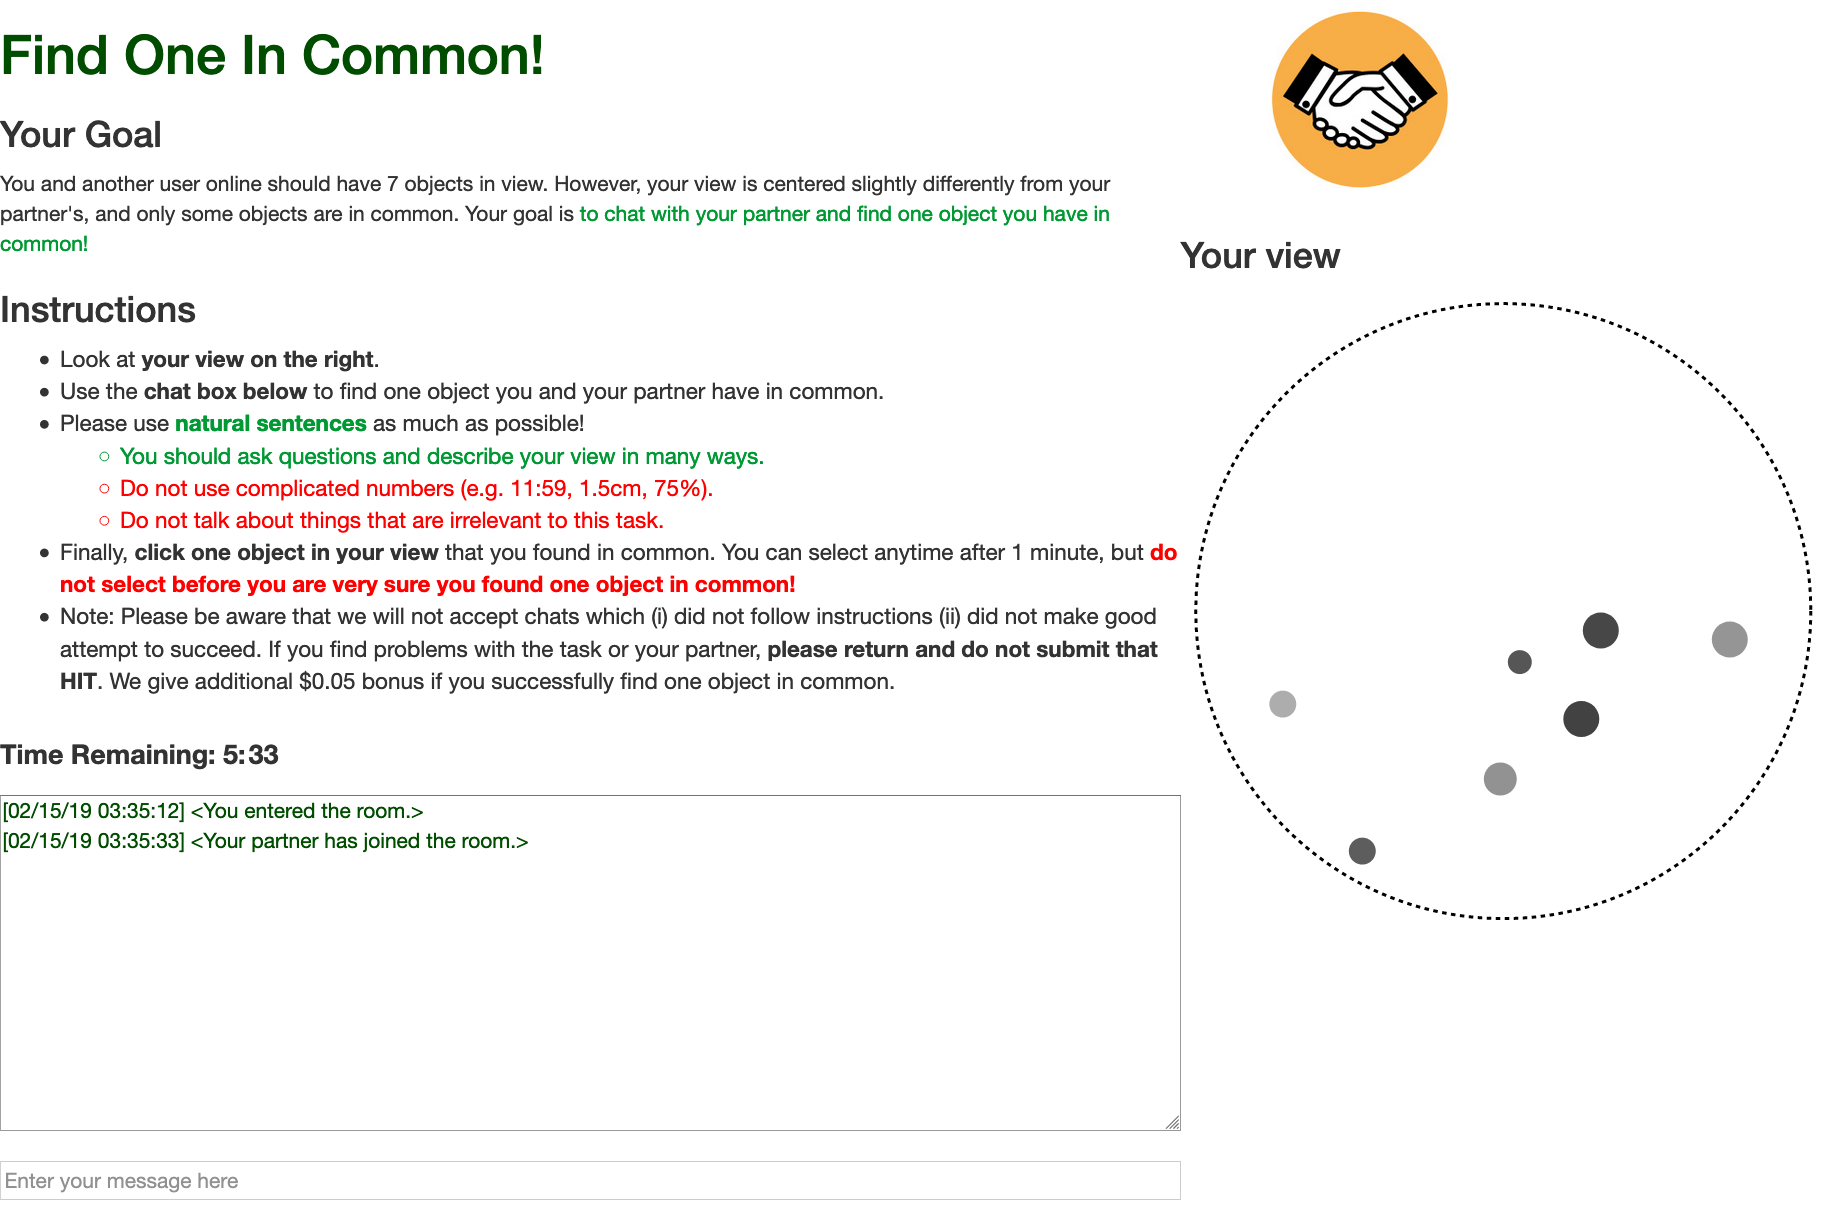 Find One In Common!
Your Goal
You and another user online should have 7 objects in view. However, your view is centered slightly differently from your
partner's, and only some objects are in common. Your goal is to chat with your partner and find one object you have in
common!
Your view
Instructions
Look at your view on the right.
Use the chat box below to find one object you and your partner have in common.
Please use natural sentences as much as possible!
You should ask questions and describe your view in many ways.
Do not use complicated numbers (e.g. 11:59, 1.5cm, 75%).
Do not talk about things that are irrelevant to this task.
Finally, click one object in your view that you found in common. You can select anytime after 1 minute, but do
not select before you are very sure you found one object in common!
Note: Please be aware that we will not accept chats which (i) did not follow instructions (ii) did not make good
attempt to succeed. If you find problems with the task or your partner, please return and do not submit that
HIT. We give additional $0.05 bonus if you successfully find one object in common.
Time Remaining: 5:33
[02/15/19 03:35:12] <You entered the room.>
[02/15/19 03:35:33] <Your partner has joined the room.>
Enter your message here